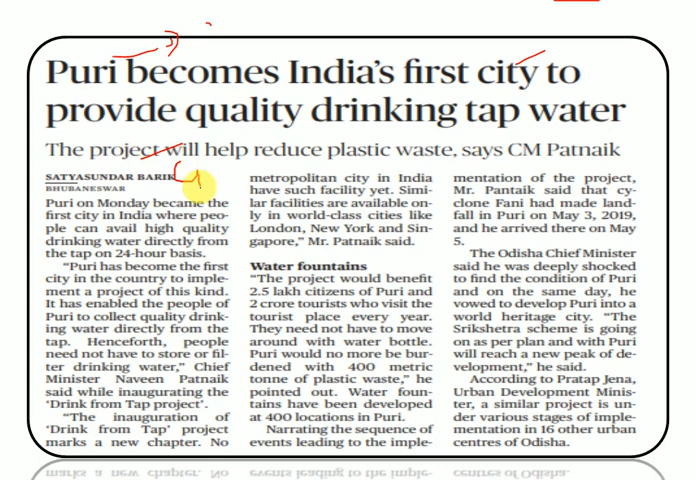 Puri becomes India's first city to
provide quality drinking tap water
The project will help reduce plastic waste, says CM Patnaik
SATYASUNDAR BARIK
BHUBANESWAR
Puri on Monday became the
first city in India where peo-
ple can avail high quality
drinking water directly from
the tap on 24-hour basis.
"Puri has become the first
city in the country to imple-
ment a project of this kind.
It has enabled the people of
Puri to collect quality drink-
ing water directly from the
tap. Henceforth, people
need not have to store or fil-
ter drinking water," Chief
Minister Naveen Patnaik
said while inaugurating the
'Drink from Tap project'.
"The inauguration of
'Drink from Tap' project
marks a new chapter. No
metropolitan city in India
have such facility yet. Simi-
lar facilities are available on-
ly in world-class cities like
London, New York and Sin-
gapore," Mr. Patnaik said.
Water fountains
"The project would benefit
2.5 lakh citizens of Puri and
2 crore tourists who visit the
tourist place every year.
They need not have to move
around with water bottle.
Puri would no more be bur-
dened with 400 metric
tonne of plastic waste," he
pointed out. Water foun-
tains have been developed
at 400 locations in Puri.
Narrating the sequence of
events leading to the imple-
mentation of the project,
Mr. Pantaik said that cy-
clone Fani had made land-
fall in Puri on May 3, 2019,
and he arrived there on May
5.
The Odisha Chief Minister
said he was deeply shocked
to find the condition of Puri
and on the same day, he
vowed to develop Puri into a
world heritage city. "The
Srikshetra scheme is going
on as per plan and with Puri
will reach a new peak of de-
velopment," he said.
According to Pratap Jena,
Urban Development Minis-
ter, a similar project is un-
der various stages of imple-
mentation in 16 other urban
centres of Odisha.